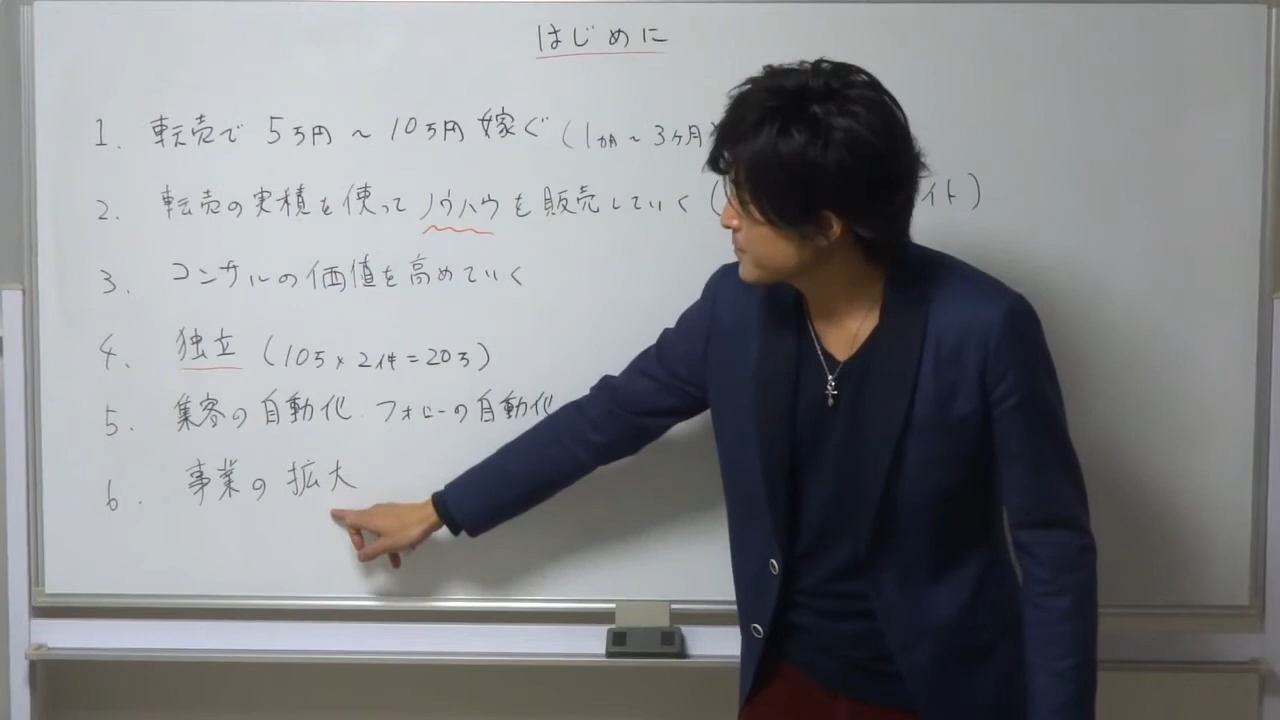 はじめに
1. 転売で 5万円 〜 10万円 嫁ぐ (1ヵ月 〜 3ヶ月
2. 転売の実積を使って ノウハウを販売していく ( イト)
3. コンサルの価値を高めていく
4. 独立 (10万×2件=20万)
5. 集客の自動化. フォローの自動化
6. 事業の拡大